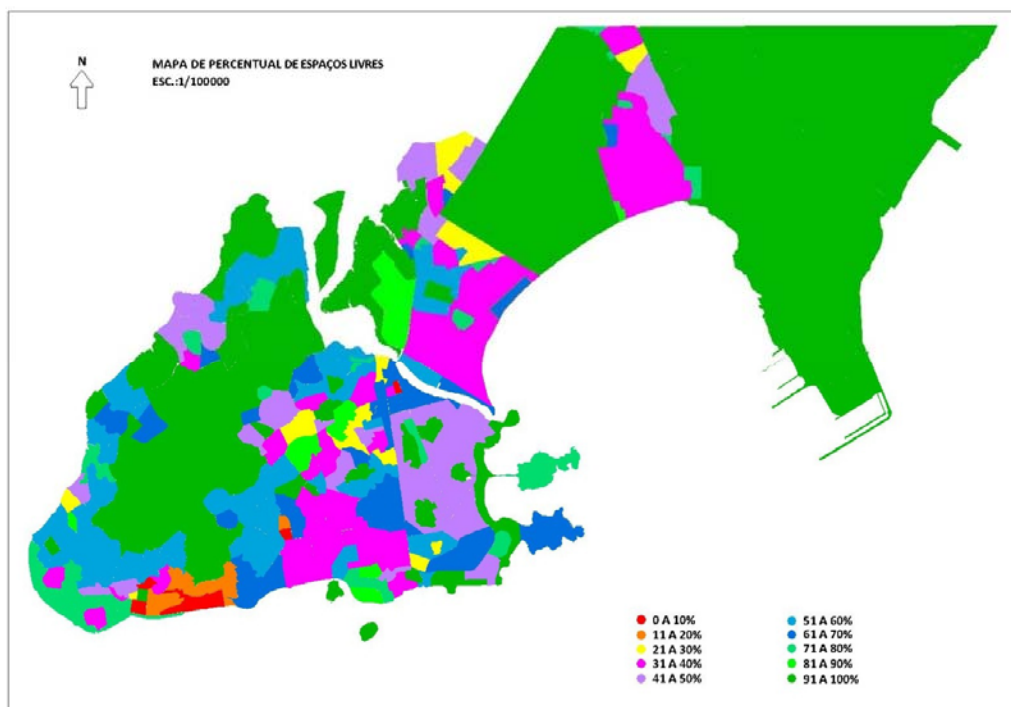 N
MAPA DE PERCENTUAL DE ESPAÇOS LIVRES
ESC.:1/100000
0 A 10%
11 A 20%
21 A 30%
31 A 40%
41 A 50%
51 A 60%
61 A 70%
71 A 80%
81 A 90%
91 A 100%